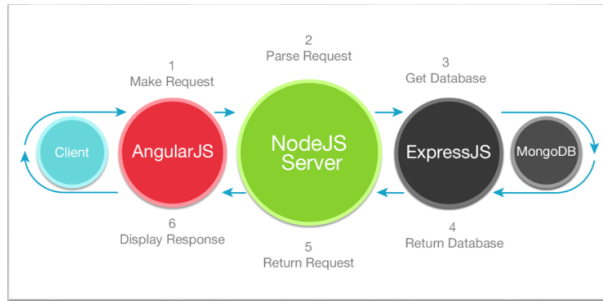 1
Make Request
2
Parse Request
3
Get Database
Client
AngularJS
NodeJS
Server
ExpressJS
MongoDB
6
Display Response
5
Return Request
4
Return Database